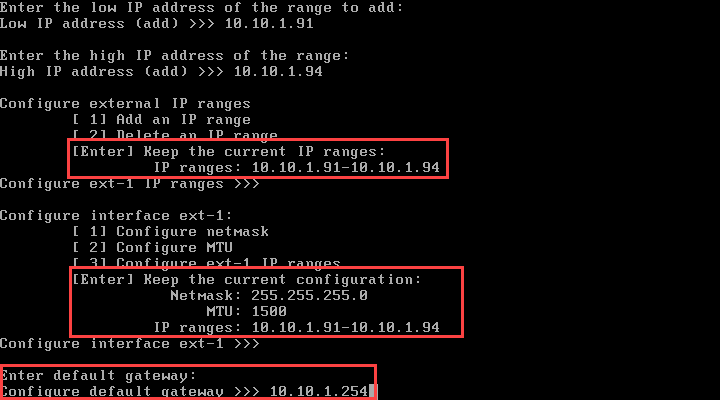 Enter the low IP address of the range to add:
Low IP address (add) >>> 10.10.1.91
Enter the high IP address of the range:
High IP address (add) >>> 10.10.1.94
Configure external IP ranges
[ 1] Add an IP range
[ 2] Delete an IP range
[Enter] Keep the current IP ranges:
IP ranges: 10.10.1.91-10.10.1.94
Configure ext-1 IP ranges >>>
Configure interface ext-1:
[ 1] Configure netmask
[ 2] Configure MTU
[ 3] Configure ext-1 IP ranges
[Enter] Keep the current configuration:
Netmask: 255.255.255.0
MTU: 1500
IP ranges: 10.10.1.91-10.10.1.94
Configure interface ext-1 >>>
Enter default gateway:
Configure default gateway >>> 10.10.1.254